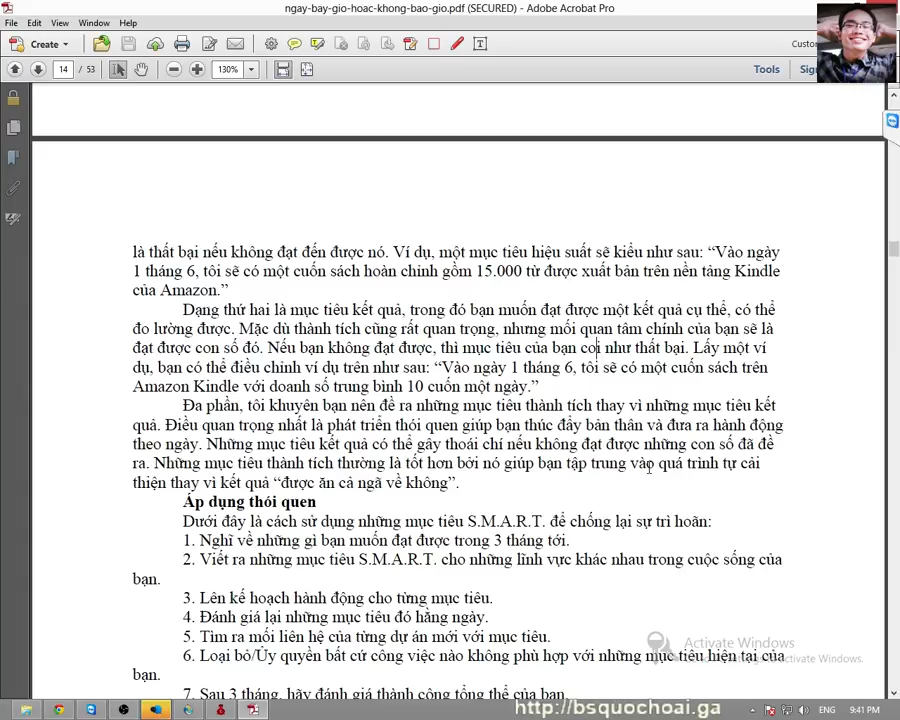 ngay-bay-gio-hoac-khong-bao-gio.pdf (SECURED) - Adobe Acrobat Pro
File Edit View Window Help
Create
Custo
14 / 53
130%
Tools
Sig
là thất bại nếu không đạt đến được nó. Ví dụ, một mục tiêu hiệu suất sẽ kiểu như sau: “Vào ngày
1 tháng 6, tôi sẽ có một cuốn sách hoàn chỉnh gồm 15.000 từ được xuất bản trên nền tảng Kindle
của Amazon.”
Dạng thứ hai là mục tiêu kết quả, trong đó bạn muốn đạt được một kết quả cụ thể, có thể
đo lường được. Mặc dù thành tích cũng rất quan trọng, nhưng mối quan tâm chính của bạn sẽ là
đạt được con số đó. Nếu bạn không đạt được, thì mục tiêu của bạn coi như thất bại. Lấy một ví
dụ, bạn có thể điều chỉnh ví dụ trên như sau: “Vào ngày 1 tháng 6, tôi sẽ có một cuốn sách trên
Amazon Kindle với doanh số trung bình 10 cuốn một ngày.”
Đa phần, tôi khuyên bạn nên đề ra những mục tiêu thành tích thay vì những mục tiêu kết
quả. Điều quan trọng nhất là phát triển thói quen giúp bạn thúc đẩy bản thân và đưa ra hành động
theo ngày. Những mục tiêu kết quả có thể gây thoái chí nếu không đạt được những con số đã đề
ra. Những mục tiêu thành tích thường là tốt hơn bởi nó giúp bạn tập trung vào quá trình tự cải
thiện thay vì kết quả “được ăn cả ngã về không”.
Áp dụng thói quen
Dưới đây là cách sử dụng những mục tiêu S.M.A.R.T. để chống lại sự trì hoãn:
1. Nghĩ về những gì bạn muốn đạt được trong 3 tháng tới.
2. Viết ra những mục tiêu S.M.A.R.T. cho những lĩnh vực khác nhau trong cuộc sống của
bạn.
3. Lên kế hoạch hành động cho từng mục tiêu.
4. Đánh giá lại những mục tiêu đó hằng ngày.
5. Tìm ra mối liên hệ của từng dự án mới với mục tiêu.
6. Loại bỏ/Ủy quyền bất cứ công việc nào không phù hợp với những mục tiêu hiện tại của
bạn.
7. Sau 3 tháng, hãy đánh giá thành công tổng thể của bạn.
Activate Windows
to Activate Windows.
http://bsquochoai.ga
ENG
9:41 PM